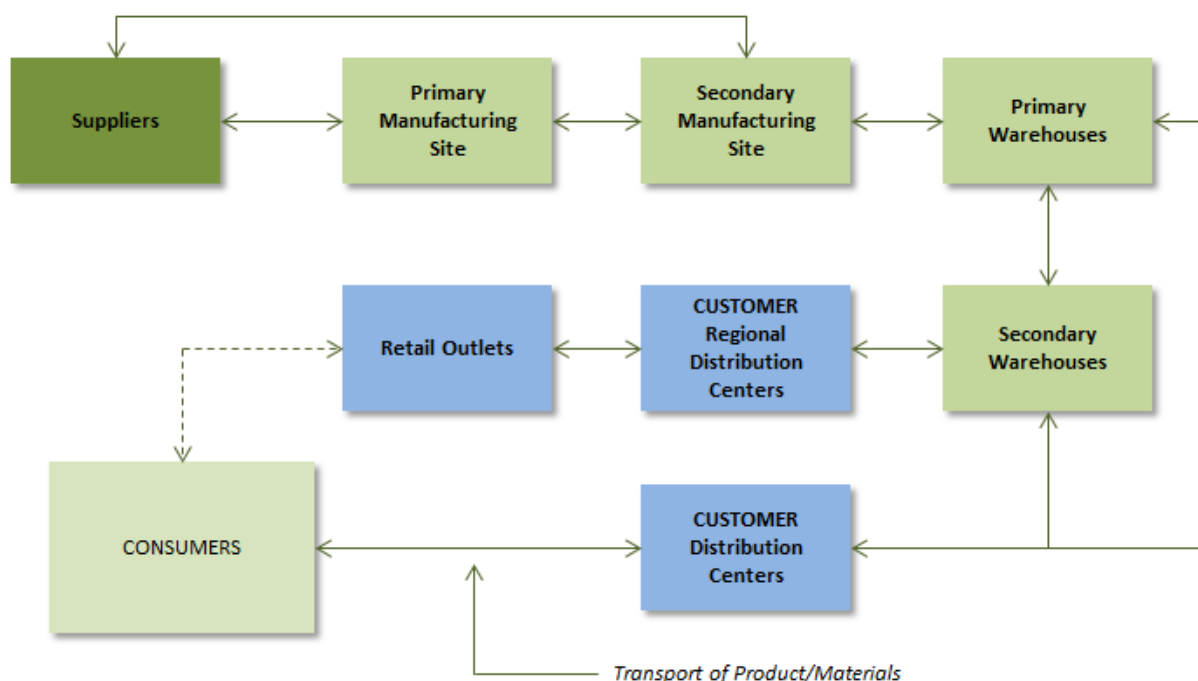 Suppliers
Primary
Manufacturing
Site
Secondary
Manufacturing
Site
Primary
Warehouses
Retail Outlets
CUSTOMER
Regional
Distribution
Centers
Secondary
Warehouses
CONSUMERS
CUSTOMER
Distribution
Centers
Transport of Product/Materials